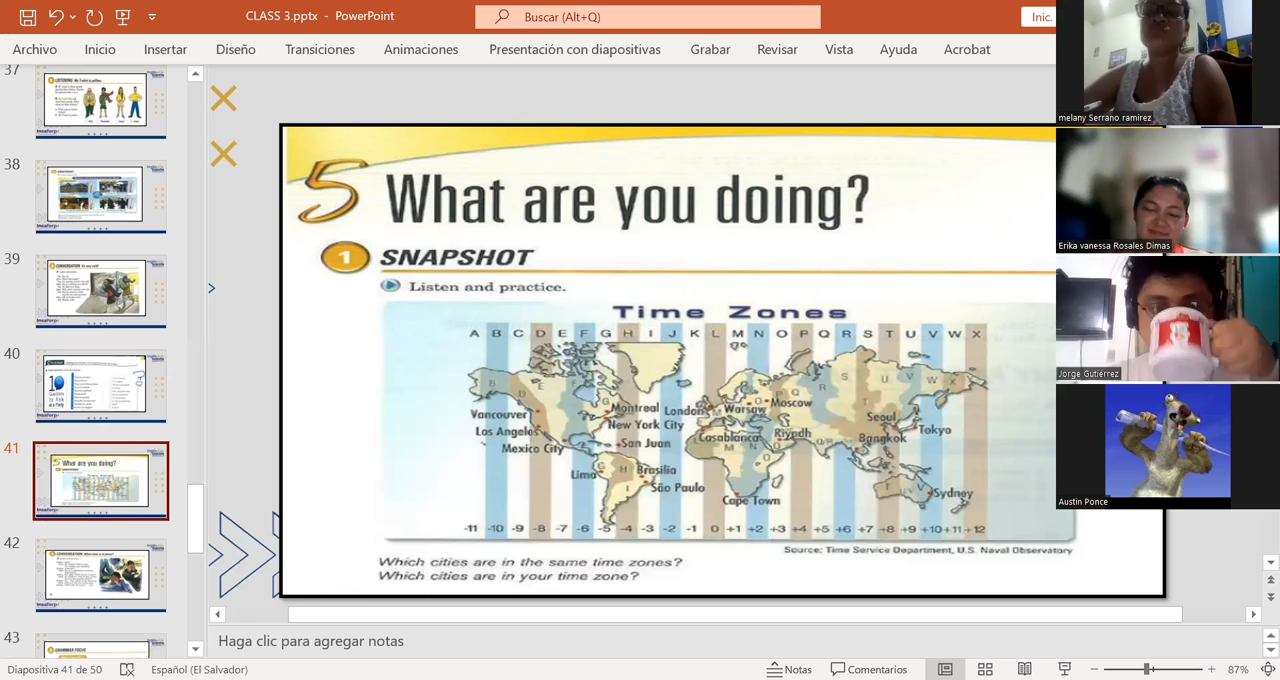 CLASS 3.pptx - PowerPoint
Buscar (Alt+Q)
Inic.
Archivo
Inicio
Insertar
Diseño
Transiciones
Animaciones
Presentación con diapositivas
Grabar
Revisar
Vista
Ayuda
Acrobat
37
38
39
40
41
42
43
5 What are you doing?
1 SNAPSHOT
Listen and practice.
Time Zones
A B C D E F G H I J K L M N O P Q R S T U V W X
Vancouver
Los Angeles
Mexico City
Montreal
New York City
San Juan
Lima
Brasilia
São Paulo
London
Warsaw
Moscow
Casablanca
Riyadh
Cape Town
Seoul
Tokyo
Bangkok
Sydney
-11 -10 -9 -8 -7 -6 -5 -4 -3 -2 -1 0 +1 +2 +3 +4 +5 +6 +7 +8 +9 +10 +11 +12
Source: Time Service Department, U.S. Naval Observatory
Which cities are in the same time zones?
Which cities are in your time zone?
melany Serrano ramirez
Erika vanessa Rosales Dimas
Jorge Gutiérrez
Austin Ponce
Haga clic para agregar notas
Diapositiva 41 de 50
Español (El Salvador)
Notas
Comentarios
87%